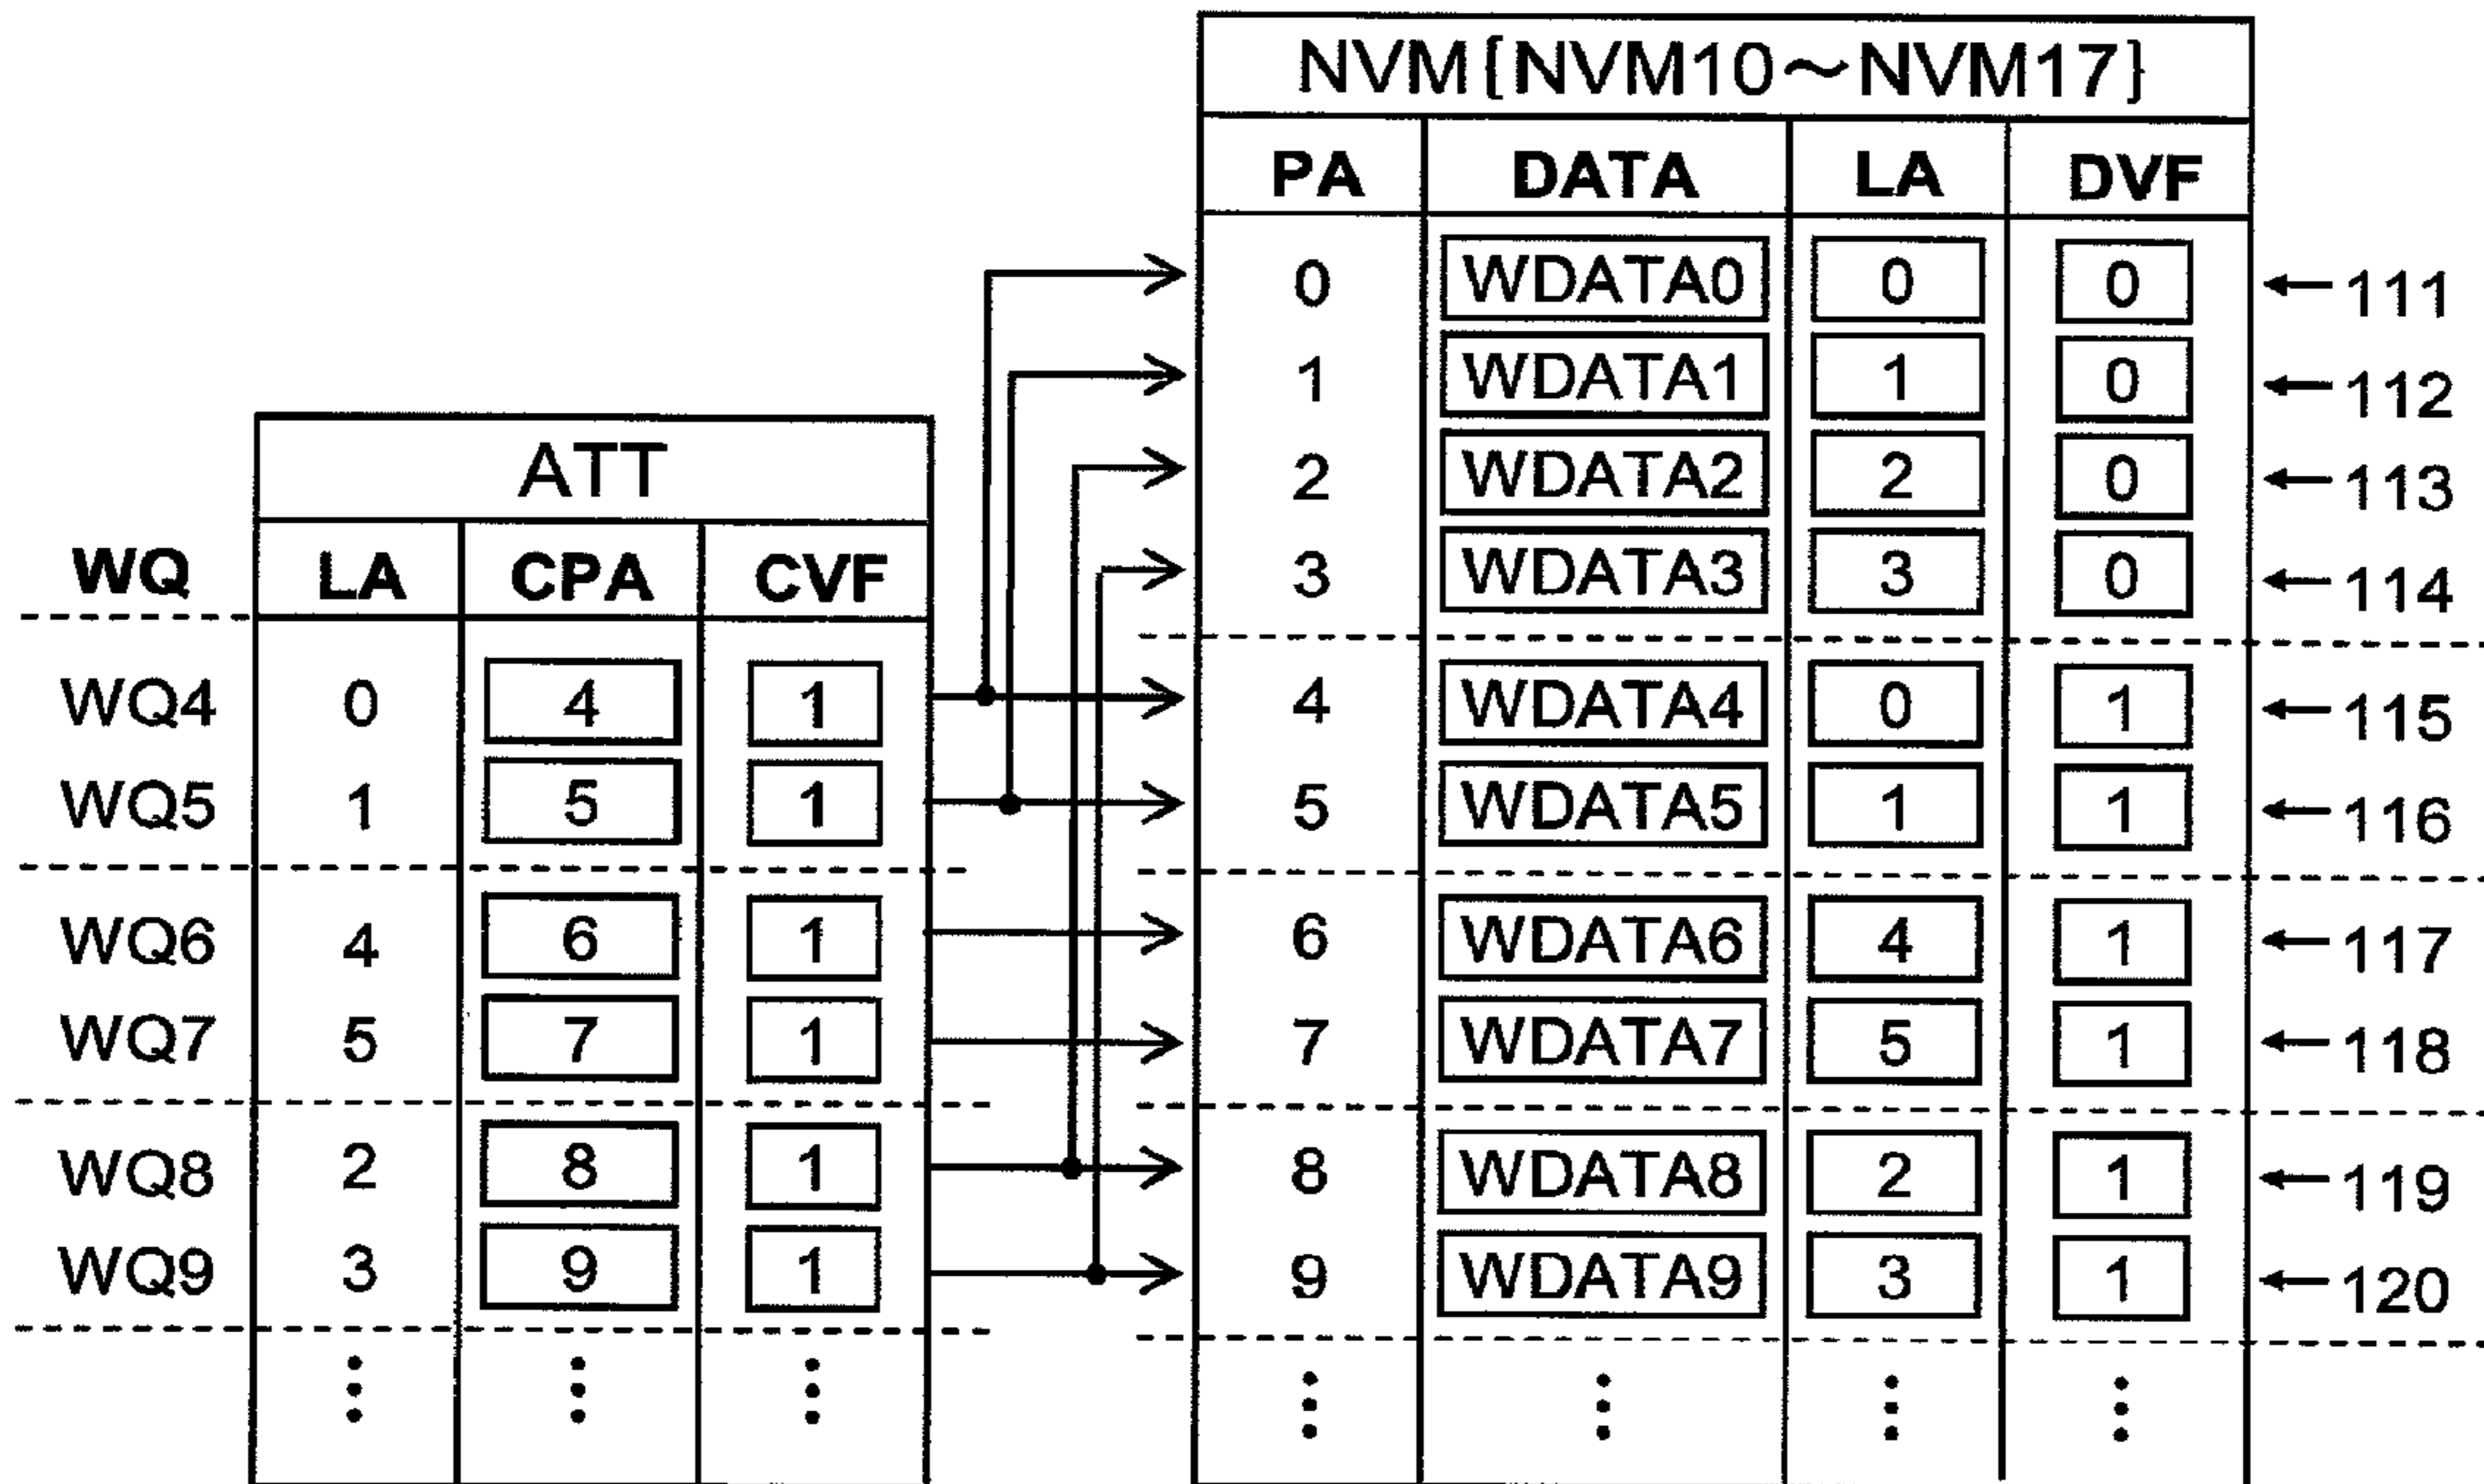 NVM{NVM10～NVM17}
PA DATA LA DVF
0 WDATA0 0 0 ←111
1 WDATA1 1 0 ←112
2 WDATA2 2 0 ←113
3 WDATA3 3 0 ←114
4 WDATA4 0 1 ←115
5 WDATA5 1 1 ←116
6 WDATA6 4 1 ←117
7 WDATA7 5 1 ←118
8 WDATA8 2 1 ←119
9 WDATA9 3 1 ←120
ATT
WQ LA CPA CVF
WQ4 0 4 1
WQ5 1 5 1
WQ6 4 6 1
WQ7 5 7 1
WQ8 2 8 1
WQ9 3 9 1